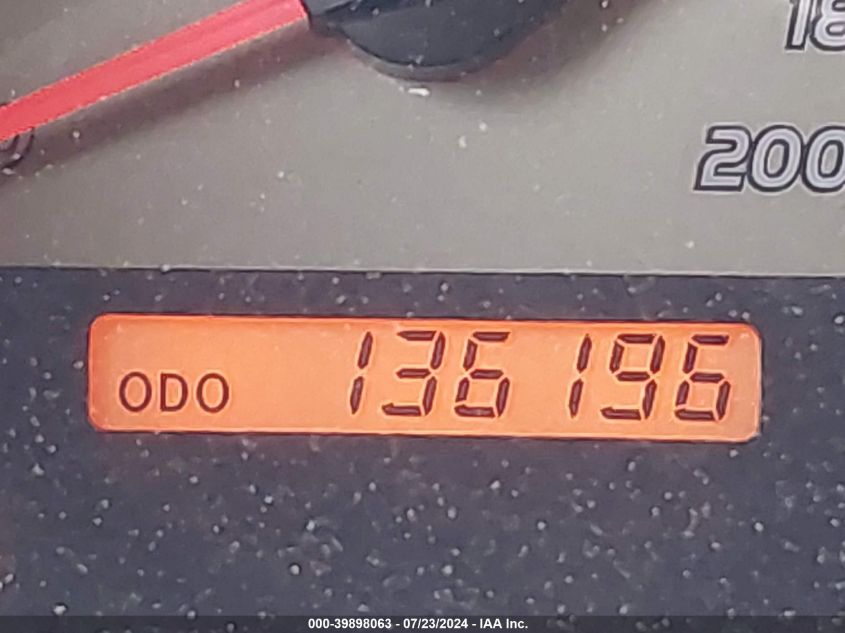 18
200
ODO 136196
000-39898063 - 07/23/2024 - IAA Inc.